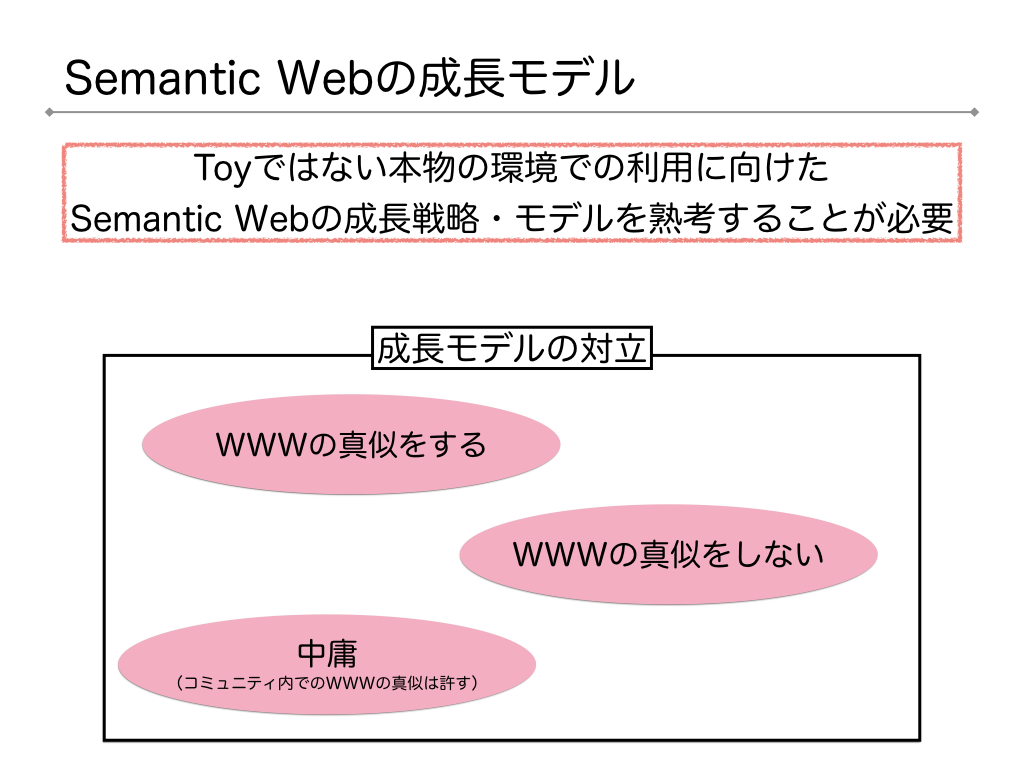 Semantic Webの成長モデル
Toyではない本物の環境での利用に向けた
Semantic Webの成長戦略・モデルを熟考することが必要
成長モデルの対立
WWWの真似をする
WWWの真似をしない
中庸
（コミュニティ内でのWWWの真似は許す）